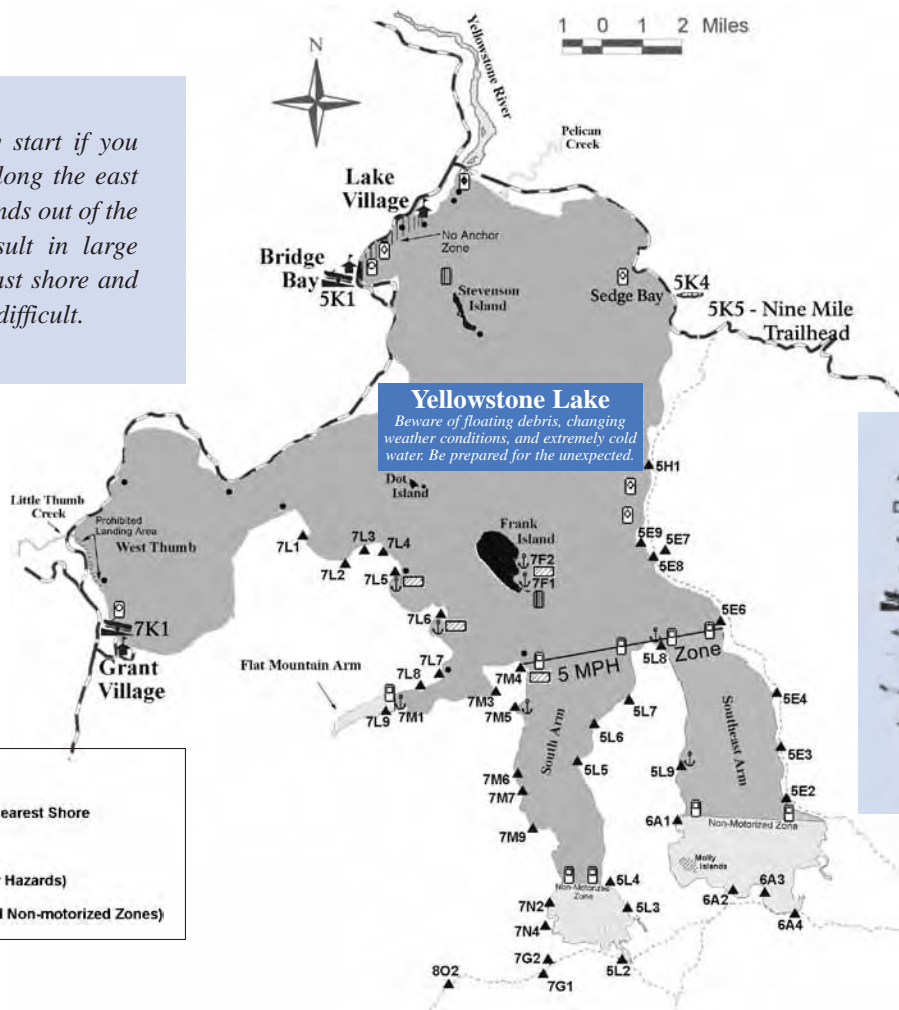 1 0 1 2 Miles
N
Yellowstone River
Pelican
Creek
start if you
long the east
nds out of the
sult in large
ast shore and
difficult.
Lake
Village
No Anchor
Zone
Bridge
Bay
5K1
Stevenson
Island
Sedge Bay
5K4
5K5 - Nine Mile
Trailhead
Yellowstone Lake
Beware of floating debris, changing
weather conditions, and extremely cold
water. Be prepared for the unexpected.
5H1
Dot
Island
Little Thumb
Creek
Prohibited
Landing Area
West Thumb
Frank
Island
7L1
7L2
7L3
7L4
7L5
7F2
7F1
5E9
5E7
5E8
7L6
5E6
7K1
Grant
Village
Flat Mountain Arm
7L7
7L8
7L9
7M1
7M3
7M4
7M5
5 MPH Zone
5L8
5L7
5L6
5L5
5E4
5E3
5E2
South Arm
Southeast Arm
5L9
7M6
7M7
7M9
6A1
Non-Motorized Zone
Molly
Islands
Non-Motorized
Zone
5L4
5L3
7N2
7N4
6A2
6A3
6A4
7G2
7G1
5L2
8O2
earest Shore
Hazards)
d Non-motorized Zones)